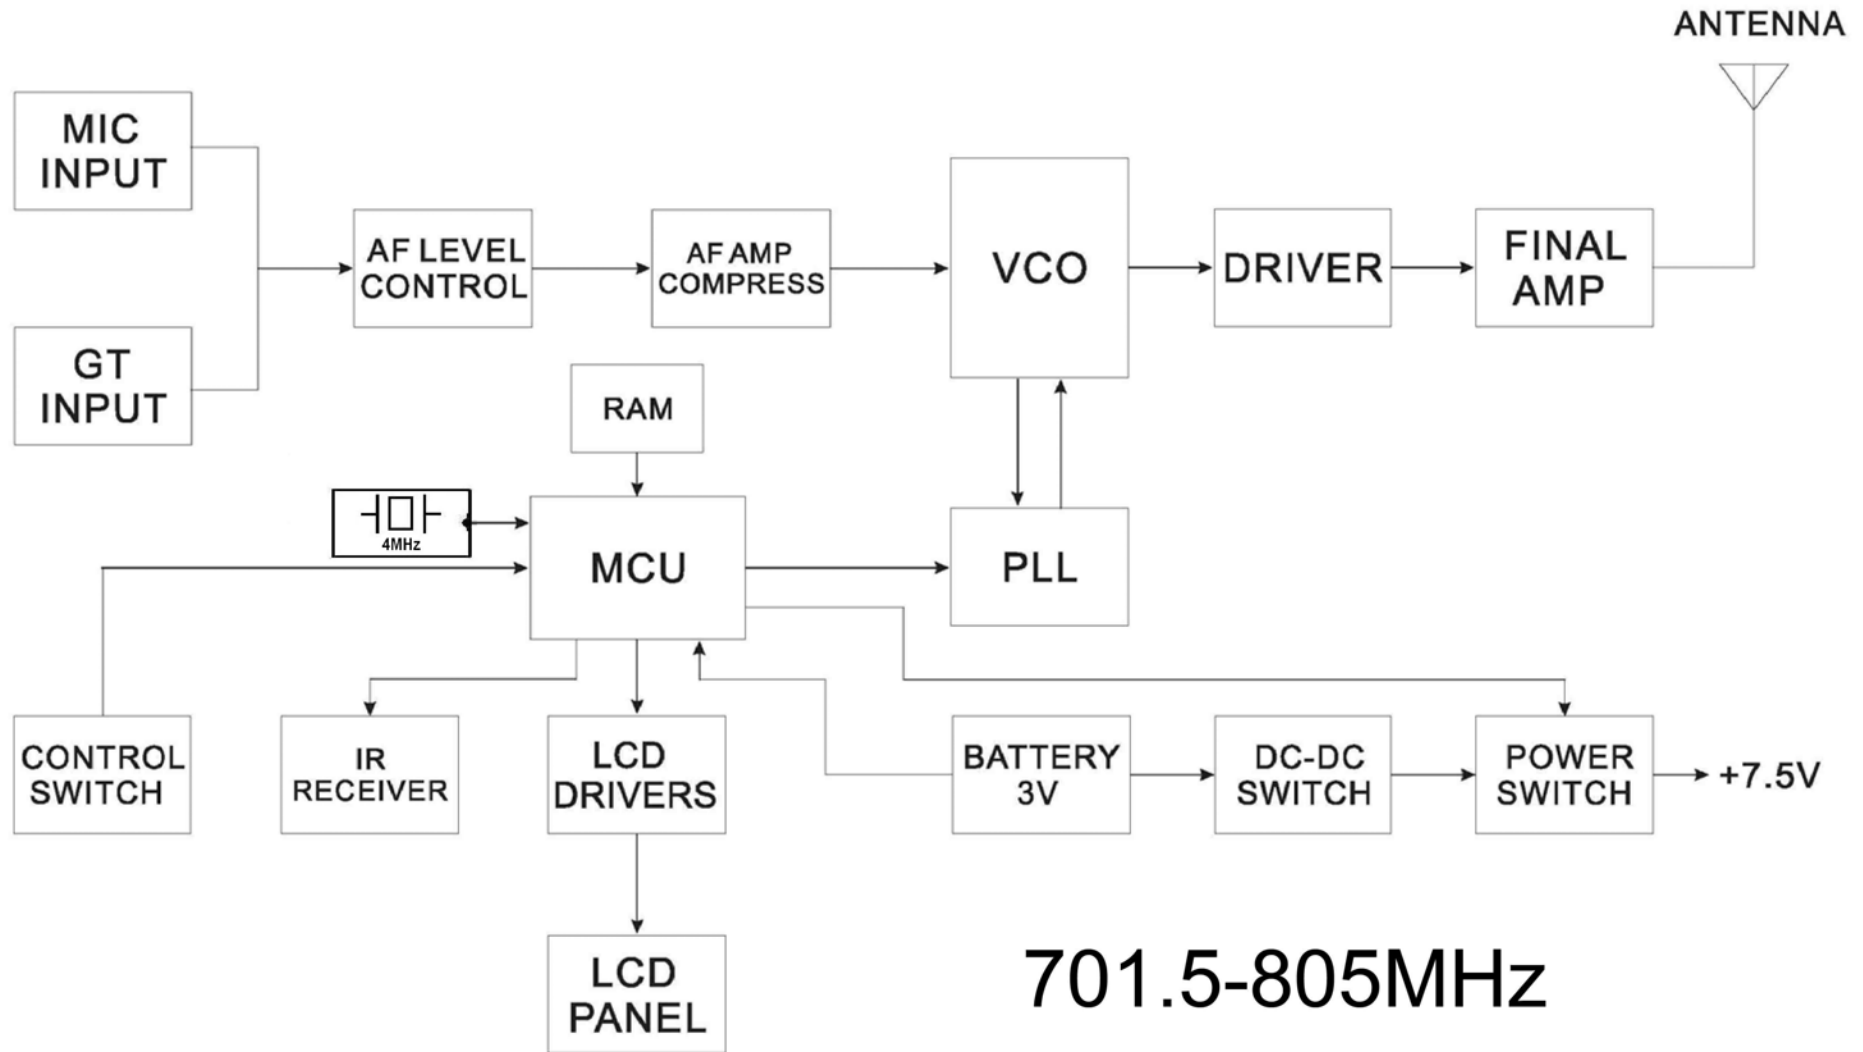 ANTENNA
MIC
INPUT
AF LEVEL
CONTROL
AF AMP
COMPRESS
VCO
DRIVER
FINAL
AMP
GT
INPUT
RAM
4MHz
MCU
PLL
CONTROL
SWITCH
IR
RECEIVER
LCD
DRIVERS
BATTERY
3V
DC-DC
SWITCH
POWER
SWITCH
+7.5V
LCD
PANEL
701.5-805MHz